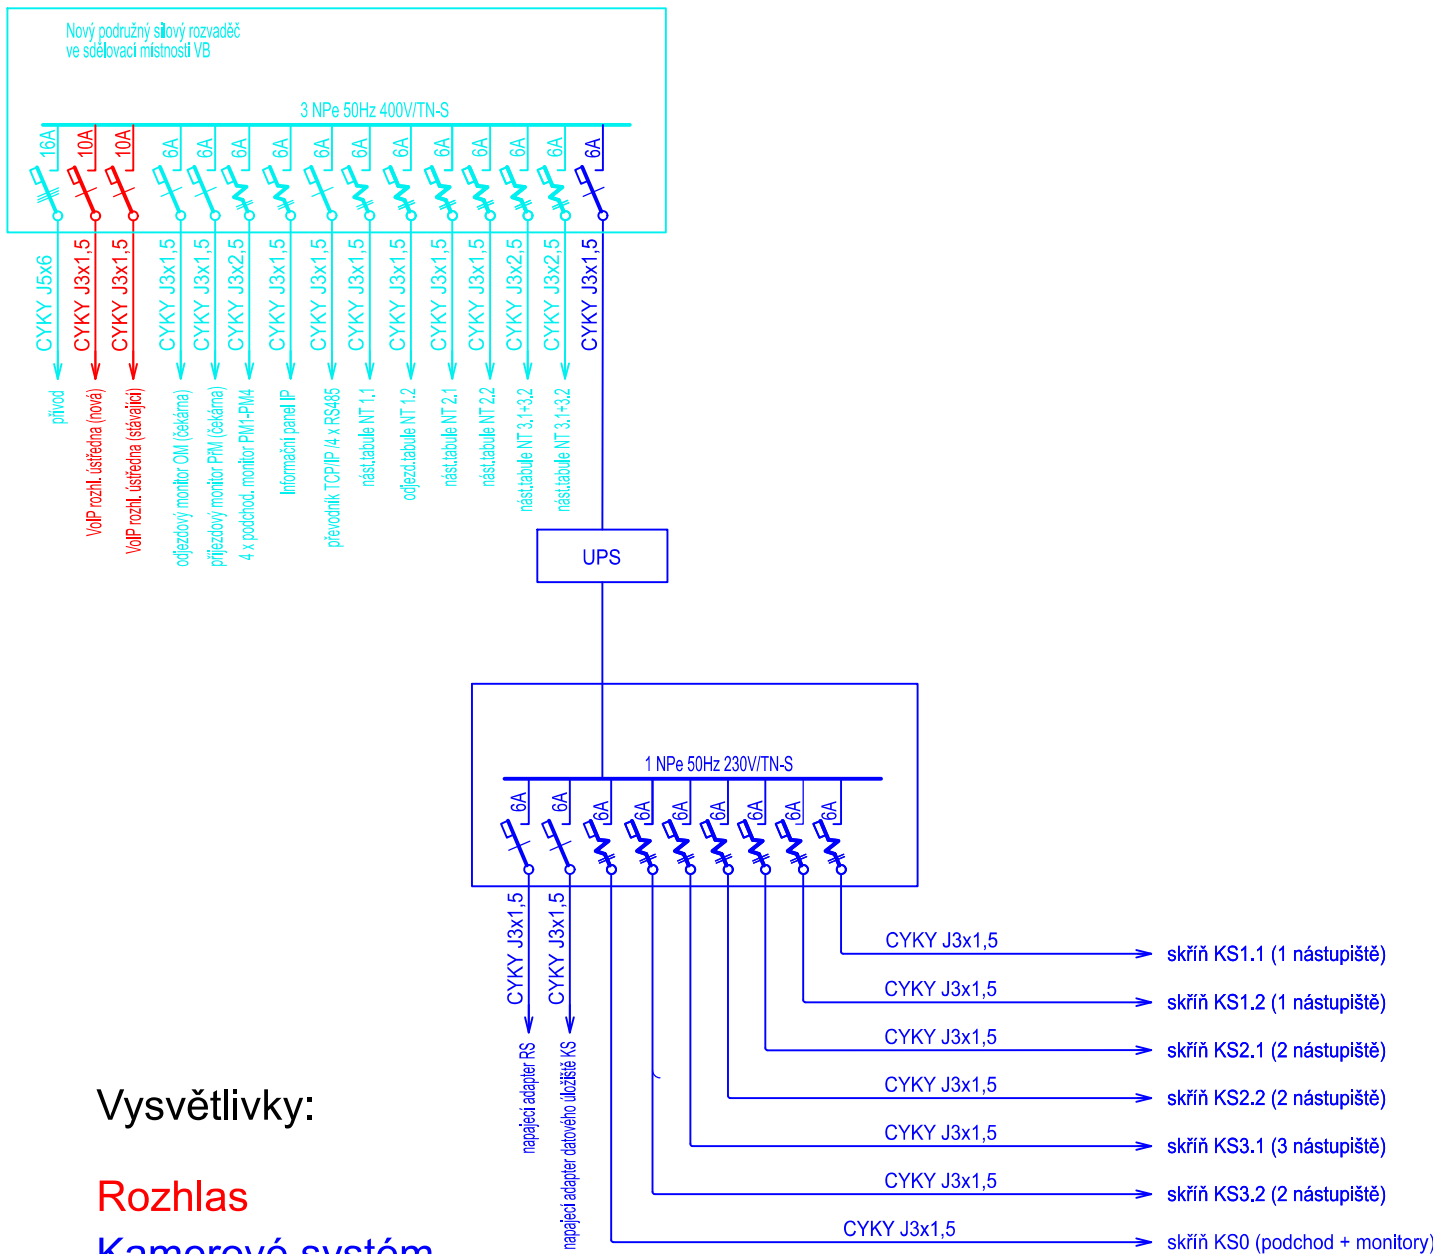 Nový podružný silový rozvaděč
ve sdělovací místnosti VB
3 NPe 50Hz 400V/TN-S
16A
10A
10A
6A
6A
6A
6A
6A
6A
6A
6A
6A
6A
6A
6A
CYKY J5x6
CYKY J3x1,5
CYKY J3x1,5
CYKY J3x1,5
CYKY J3x1,5
CYKY J3x2,5
CYKY J3x1,5
CYKY J3x1,5
CYKY J3x1,5
CYKY J3x1,5
CYKY J3x1,5
CYKY J3x1,5
CYKY J3x2,5
CYKY J3x2,5
CYKY J3x1,5
přívod
VoIP rozhl. ústředna (nová)
VoIP rozhl. ústředna (stávající)
odjezdový monitor OM (čekárna)
příjezdový monitor PřM (čekárna)
4 x podchod. monitor PM1-PM4
Informační panel IP
převodník TCP/IP /4 x RS485
nást.tabule NT 1.1
odjezd.tabule NT 1.2
nást.tabule NT 2.1
nást.tabule NT 2.2
nást.tabule NT 3.1+3.2
nást.tabule NT 3.1+3.2
UPS
1 NPe 50Hz 230V/TN-S
6A
6A
6A
6A
6A
6A
6A
6A
6A
CYKY J3x1,5
CYKY J3x1,5
napajecí adapter RS
napajecí adapter datového úložiště KS
CYKY J3x1,5
skříň KS1.1 (1 nástupiště)
CYKY J3x1,5
skříň KS1.2 (1 nástupiště)
CYKY J3x1,5
skříň KS2.1 (2 nástupiště)
CYKY J3x1,5
skříň KS2.2 (2 nástupiště)
CYKY J3x1,5
skříň KS3.1 (3 nástupiště)
CYKY J3x1,5
skříň KS3.2 (2 nástupiště)
CYKY J3x1,5
skříň KS0 (podchod + monitory)
Vysvětlivky:
Rozhlas
Kamerové systém